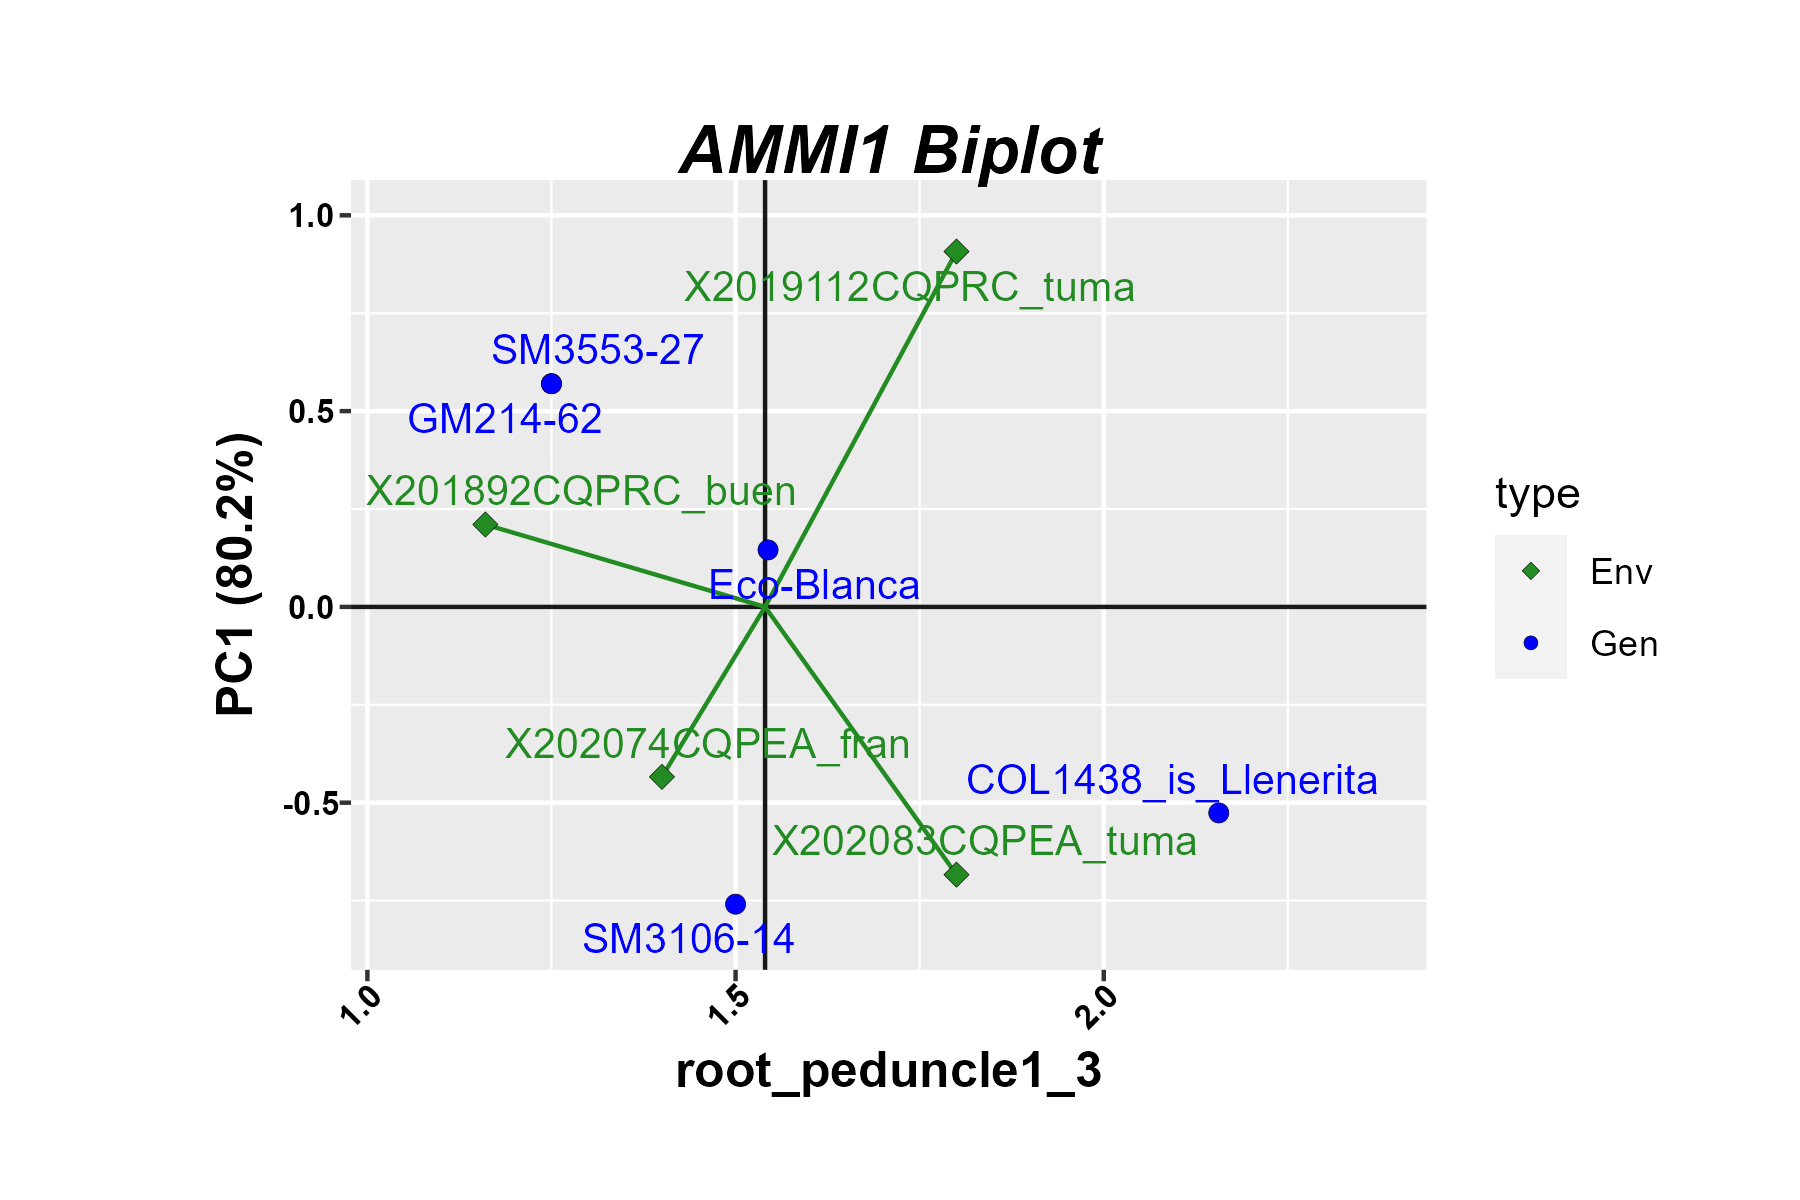 AMMI1 Biplot
1.0
0.5
0.0
-0.5
PC1 (80.2%)
X2019112CQPRC_tuma
SM3553-27
GM214-62
X201892CQPRC_buen
Eco-Blanca
X202074CQPEA_fran
COL1438_is_Llenerita
X202083CQPEA_tuma
SM3106-14
1.0
1.5
2.0
root_peduncle1_3
type
Env
Gen